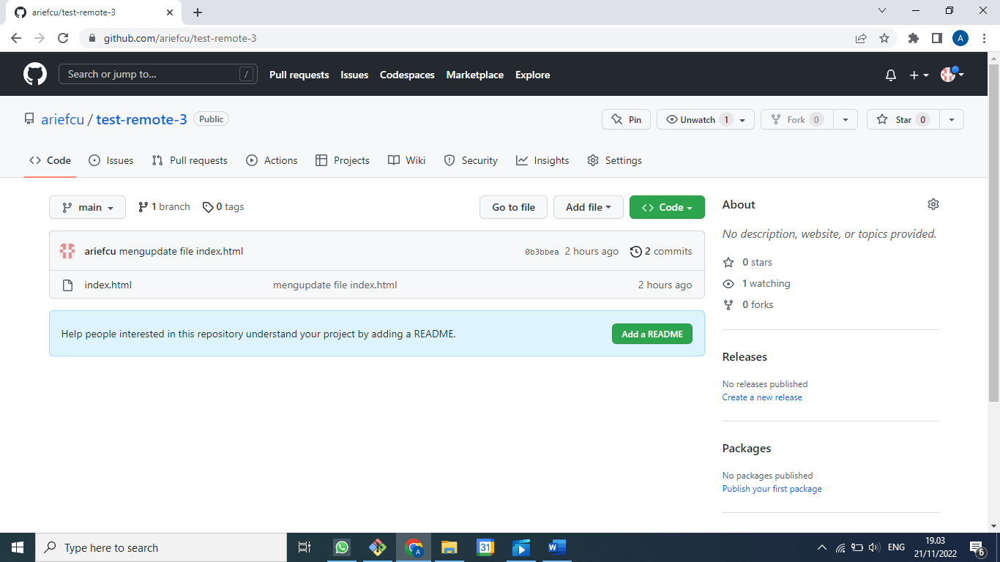 ariefcu/test-remote-3
github.com/ariefcu/test-remote-3
A
Search or jump to... /
Pull requests Issues Codespaces Marketplace Explore
ariefcu / test-remote-3 Public
Pin Unwatch 1 Fork 0 Star 0
Code Issues Pull requests Actions Projects Wiki Security Insights Settings
main 1 branch 0 tags Go to file Add file Code
ariefcu mengupdate file index.html 0b3bbea 2 hours ago 2 commits
index.html mengupdate file index.html 2 hours ago
Help people interested in this repository understand your project by adding a README. Add a README
About
No description, website, or topics provided.
0 stars
1 watching
0 forks
Releases
No releases published
Create a new release
Packages
No packages published
Publish your first package
Type here to search
A
31
W
ENG
19.03
21/11/2022
6